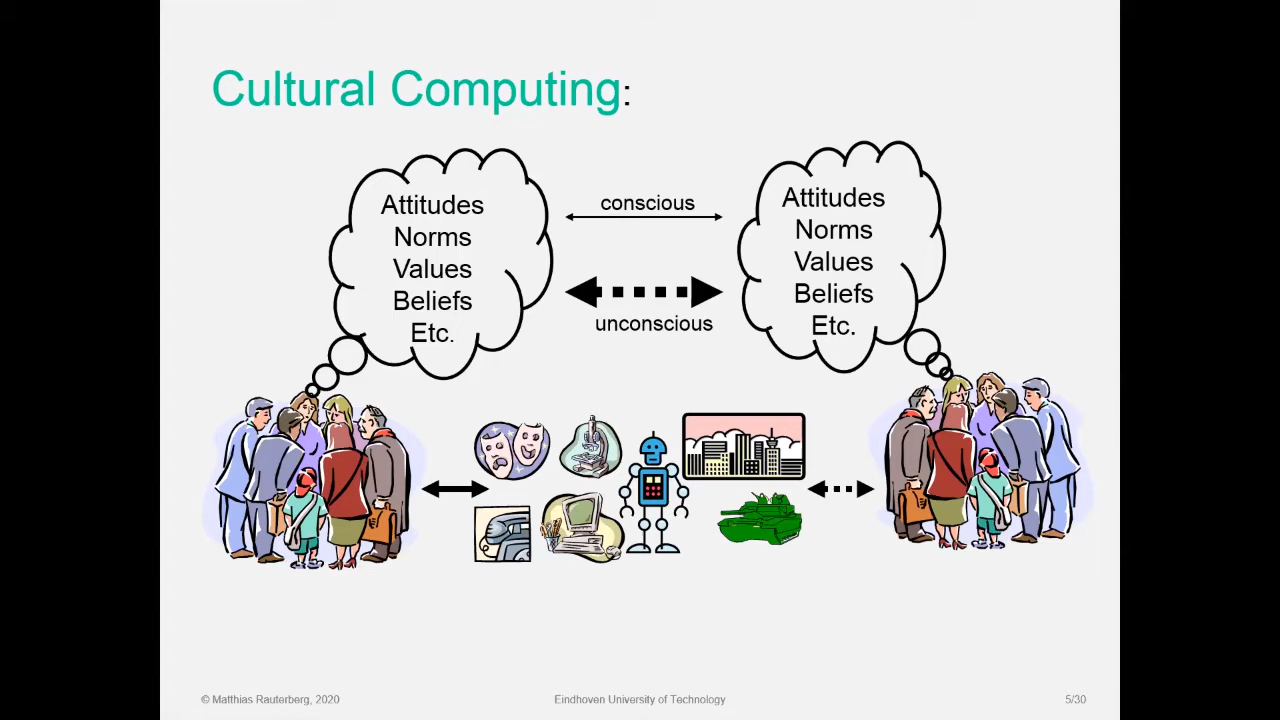 Cultural Computing:
Attitudes
Norms
Values
Beliefs
Etc.
conscious
unconscious
Attitudes
Norms
Values
Beliefs
Etc.
© Matthias Rauterberg, 2020
Eindhoven University of Technology
5/30